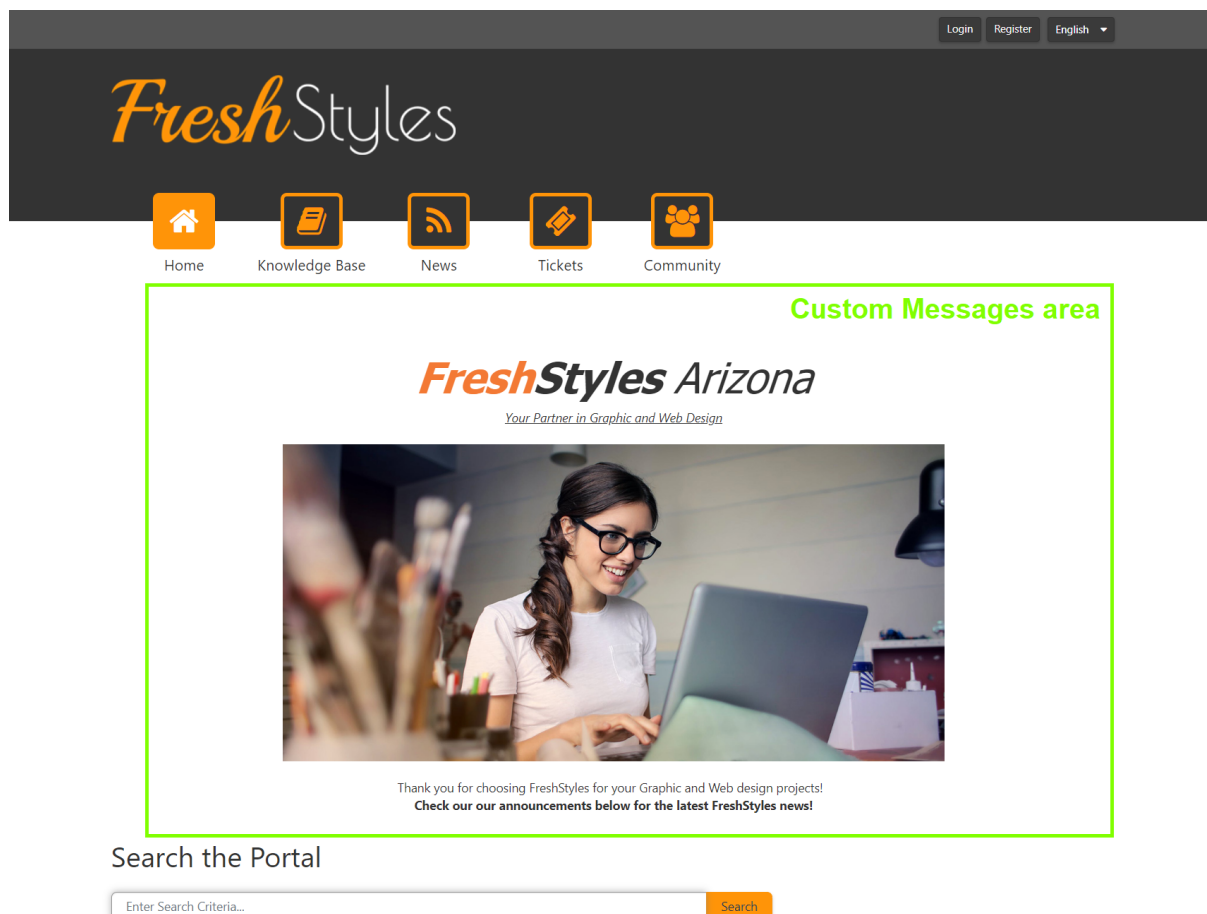 Login Register English
FreshStyles
Home Knowledge Base News Tickets Community
Custom Messages area
FreshStyles Arizona
Your Partner in Graphic and Web Design
Thank you for choosing FreshStyles for your Graphic and Web design projects!
Check our our announcements below for the latest FreshStyles news!
Search the Portal
Enter Search Criteria... Search